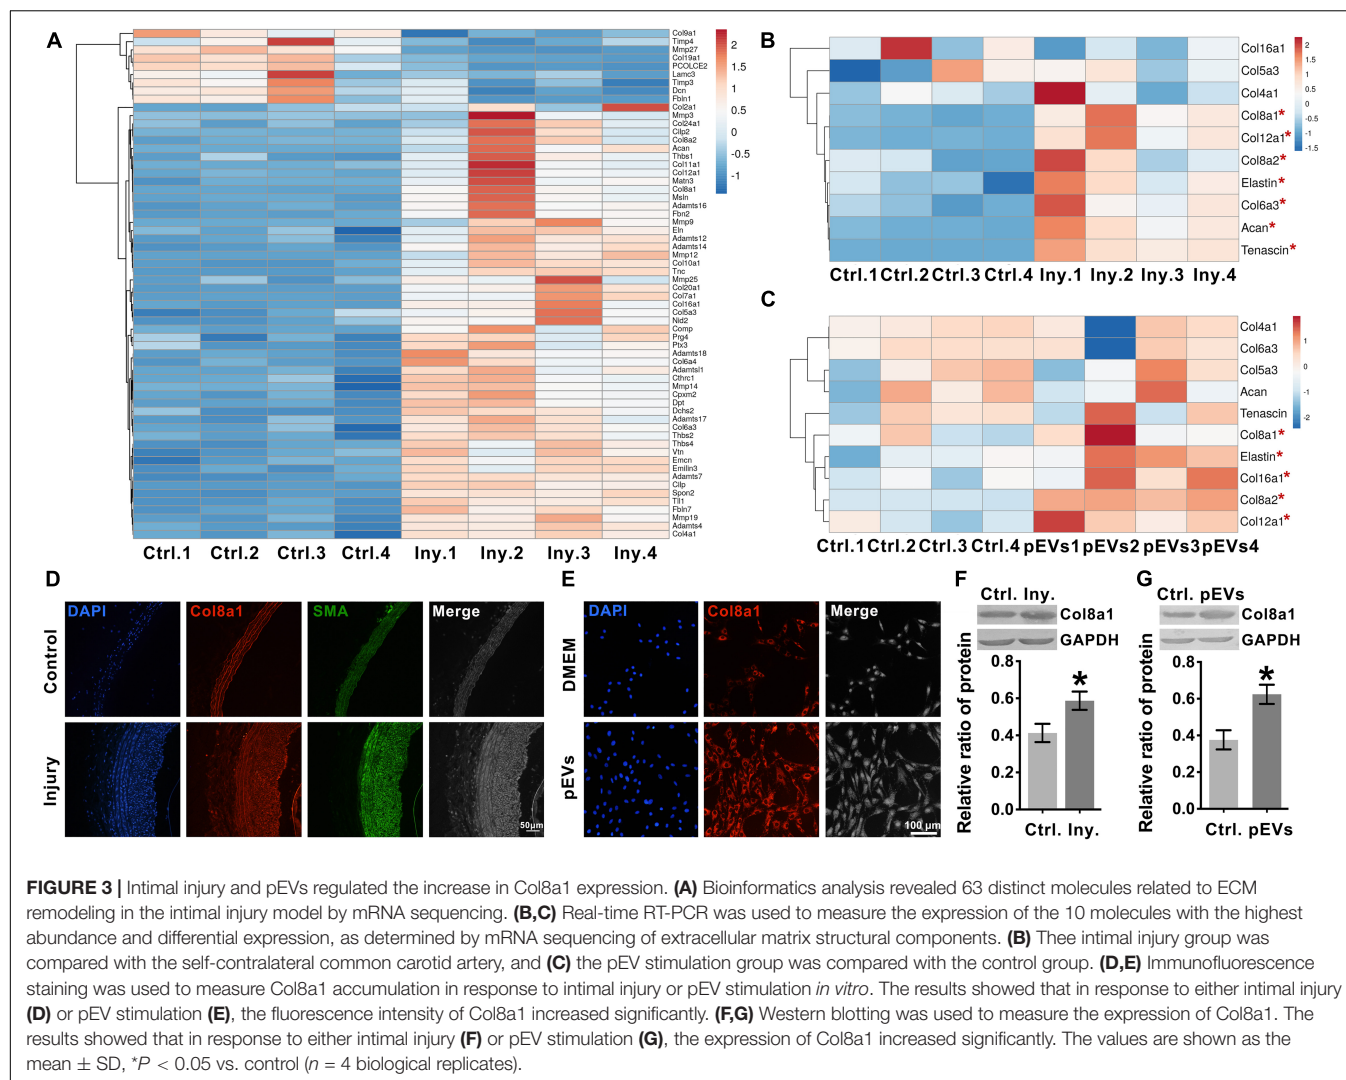 A
Col9a1
Timp4
Mmp27
Col19a1
PCOLCE2
Lamc3
Timp3
Dcn
Fbln1
Col2a1
Mmp3
Col24a1
Cilp2
Col8a2
Acan
Thbs1
Col11a1
Col12a1
Matn3
Col8a1
Msln
Adamts16
Fbn2
Mmp9
Eln
Adamts12
Adamts14
Mmp12
Col10a1
Tnc
Mmp25
Col20a1
Col7a1
Col16a1
Col5a3
Nid2
Comp
Prg4
Ptx3
Adamts18
Col6a4
Adamtsl1
Cthrc1
Mmp14
Cpxm2
Dpt
Dchs2
Adamts17
Col6a3
Thbs2
Thbs4
Vtn
Emcn
Emilin3
Adamts7
Cilp
Spon2
Tll1
Fbln7
Mmp19
Adamts4
Col4a1
2
1.5
1
0.5
0
-0.5
-1
Ctrl.1 Ctrl.2 Ctrl.3 Ctrl.4 Iny.1 Iny.2 Iny.3 Iny.4
B
Col16a1
Col5a3
Col4a1
Col8a1*
Col12a1*
Col8a2*
Elastin*
Col6a3*
Acan*
Tenascin*
2
1.5
1
0.5
0
-0.5
-1
-1.5
Ctrl.1 Ctrl.2 Ctrl.3 Ctrl.4 Iny.1 Iny.2 Iny.3 Iny.4
C
Col4a1
Col6a3
Col5a3
Acan
Tenascin
Col8a1*
Elastin*
Col16a1*
Col8a2*
Col12a1*
2
1
0
-1
-2
Ctrl.1 Ctrl.2 Ctrl.3 Ctrl.4 pEVs1 pEVs2 pEVs3 pEVs4
D
DAPI Col8a1 SMA Merge
Control
Injury
50μm
E
DAPI Col8a1 Merge
DMEM
pEVs
100 μm
F
Ctrl. Iny.
Col8a1
GAPDH
Relative ratio of protein
0.8
0.6
0.4
0.2
0.0
*
Ctrl. Iny.
G
Ctrl. pEVs
Col8a1
GAPDH
Relative ratio of protein
0.8
0.6
0.4
0.2
0.0
*
Ctrl. pEVs
FIGURE 3 | Intimal injury and pEVs regulated the increase in Col8a1 expression. (A) Bioinformatics analysis revealed 63 distinct molecules related to ECM
remodeling in the intimal injury model by mRNA sequencing. (B,C) Real-time RT-PCR was used to measure the expression of the 10 molecules with the highest
abundance and differential expression, as determined by mRNA sequencing of extracellular matrix structural components. (B) Thee intimal injury group was
compared with the self-contralateral common carotid artery, and (C) the pEV stimulation group was compared with the control group. (D,E) Immunofluorescence
staining was used to measure Col8a1 accumulation in response to intimal injury or pEV stimulation in vitro. The results showed that in response to either intimal injury
(D) or pEV stimulation (E), the fluorescence intensity of Col8a1 increased significantly. (F,G) Western blotting was used to measure the expression of Col8a1. The
results showed that in response to either intimal injury (F) or pEV stimulation (G), the expression of Col8a1 increased significantly. The values are shown as the
mean ± SD, *P < 0.05 vs. control (n = 4 biological replicates).